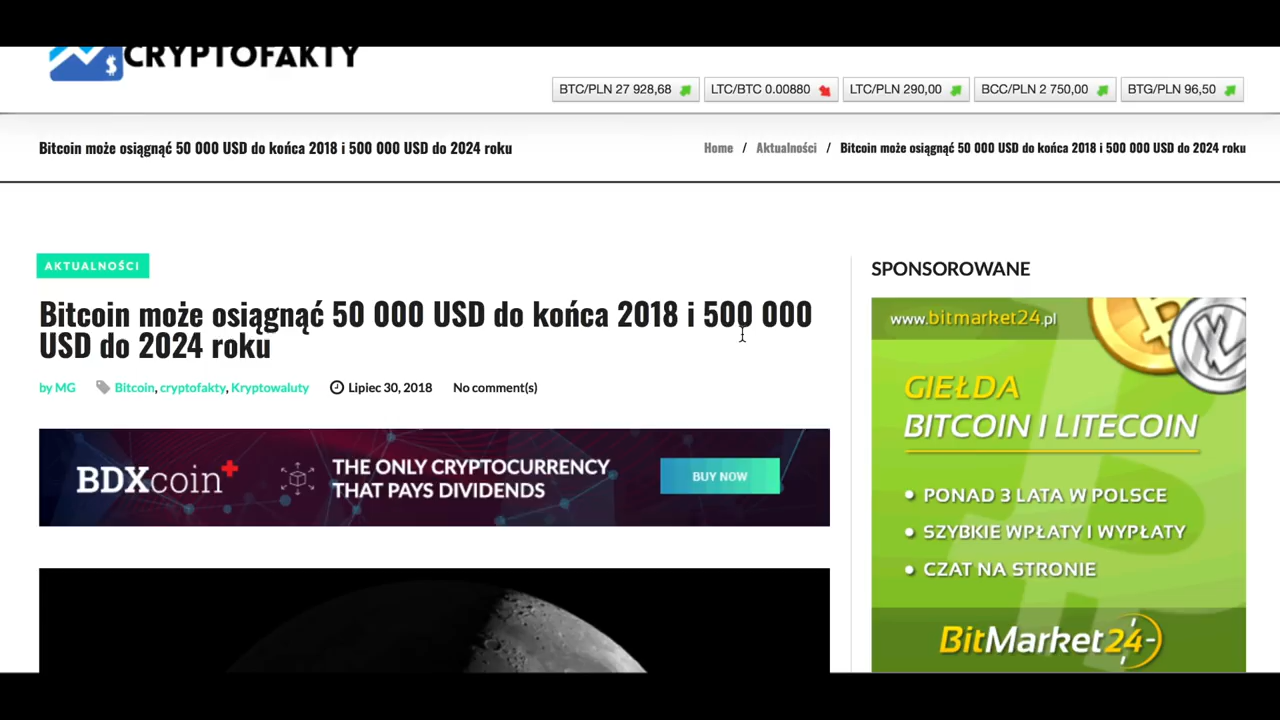 CRYPTOFAKTY
BTC/PLN 27 928,68 LTC/BTC 0.00880 LTC/PLN 290,00 BCC/PLN 2 750,00 BTG/PLN 96,50
Bitcoin może osiągnąć 50 000 USD do końca 2018 i 500 000 USD do 2024 roku
Home / Aktualności / Bitcoin może osiągnąć 50 000 USD do końca 2018 i 500 000 USD do 2024 roku
AKTUALNOŚCI
Bitcoin może osiągnąć 50 000 USD do końca 2018 i 500 000
USD do 2024 roku
by MG Bitcoin, cryptofakty, Kryptowaluty Lipiec 30, 2018 No comment(s)
BDXcoin
THE ONLY CRYPTOCURRENCY
THAT PAYS DIVIDENDS
BUY NOW
SPONSOROWANE
www.bitmarket24.pl
GIEŁDA
BITCOIN I LITECOIN
• PONAD 3 LATA W POLSCE
• SZYBKIE WPŁATY I WYPŁATY
• CZAT NA STRONIE
BitMarket24